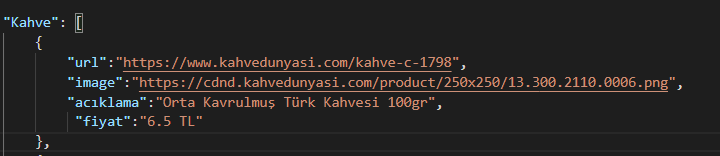 "Kahve": [
{
"url":"https://www.kahvedunyasi.com/kahve-c-1798",
"image":"https://cdnd.kahvedunyasi.com/product/250x250/13.300.2110.0006.png",
"acıklama":"Orta Kavrulmuş Türk Kahvesi 100gr",
"fiyat":"6.5 TL"
},